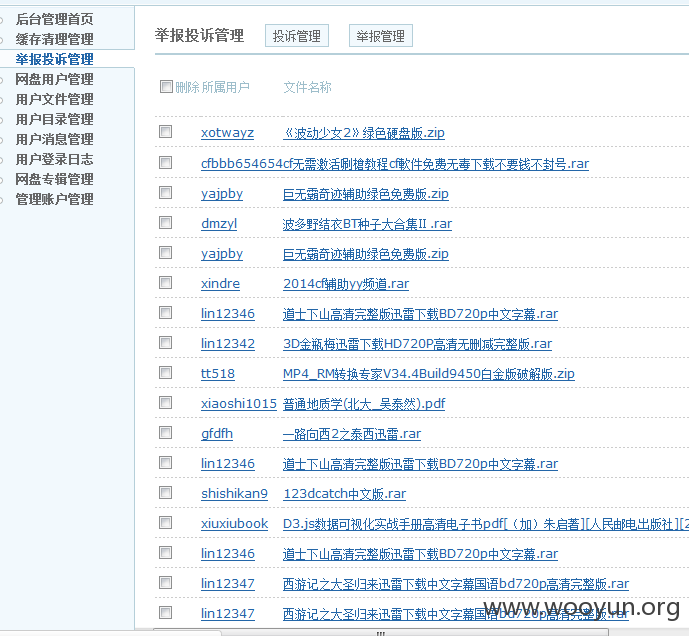 后台管理首页
缓存清理管理
举报投诉管理
网盘用户管理
用户文件管理
用户目录管理
用户消息管理
用户登录日志
网盘专辑管理
管理账户管理
举报投诉管理 投诉管理 举报管理
删除 所属用户 文件名称
xotwayz 《波动少女2》绿色硬盘版.zip
cfbbb654654cf无需激活刷槍教程cf軟件免费无毒下载不要钱不封号.rar
yajpby 巨无霸奇迹辅助绿色免费版.zip
dmzyl 波多野结衣BT种子大合集II .rar
yajpby 巨无霸奇迹辅助绿色免费版.zip
xindre 2014cf辅助yy频道.rar
lin12346 道士下山高清完整版迅雷下载BD720p中文字幕.rar
lin12342 3D金瓶梅迅雷下载HD720P高清无删减完整版.rar
tt518 MP4_RM转换专家V34.4Build9450白金版破解版.zip
xiaoshi1015 普通地质学(北大_吴泰然).pdf
gfdfh 一路向西2之泰西迅雷.rar
lin12346 道士下山高清完整版迅雷下载BD720p中文字幕.rar
shishikan9 123dcatch中文版.rar
xiuxiubook D3.js数据可视化实战手册高清电子书pdf[（加）朱启著][人民邮电出版社][2
lin12346 道士下山高清完整版迅雷下载BD720p中文字幕.rar
lin12347 西游记之大圣归来迅雷下载中文字幕国语bd720p高清完整版.rar
lin12347 西游记之大圣归来迅雷下载中文字幕国语bd720p高清完整版.rar
www.wooyun.org